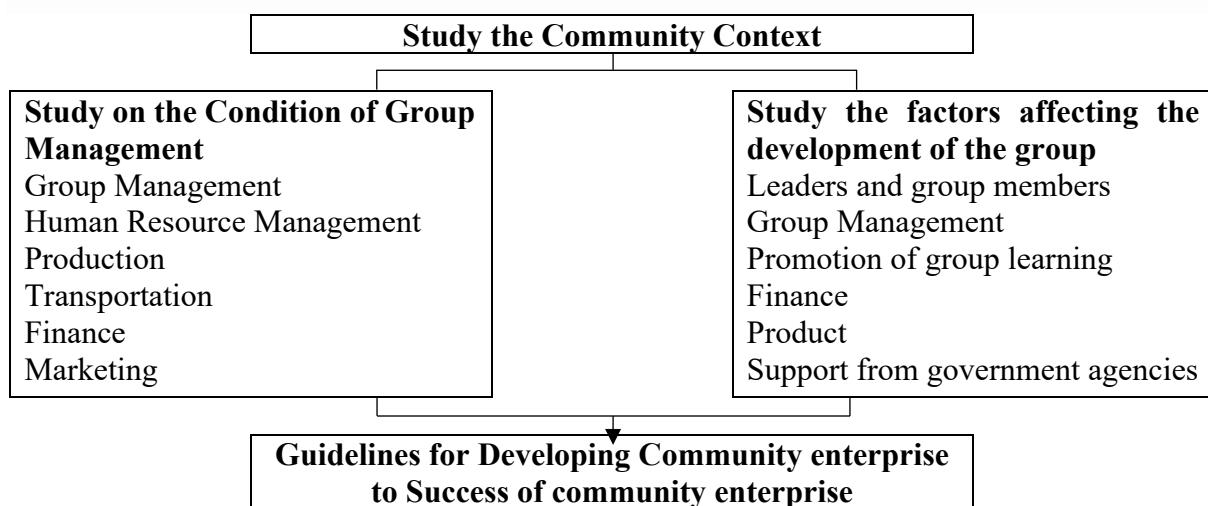 Study the Community Context
Study on the Condition of Group
Management
Group Management
Human Resource Management
Production
Transportation
Finance
Marketing
Study the factors affecting the
development of the group
Leaders and group members
Group Management
Promotion of group learning
Finance
Product
Support from government agencies
Guidelines for Developing Community enterprise
to Success of community enterprise